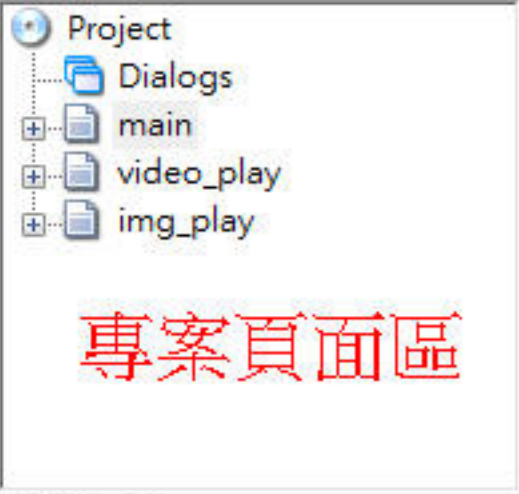 Project
Dialogs
main
video_play
img_play
專案頁面區